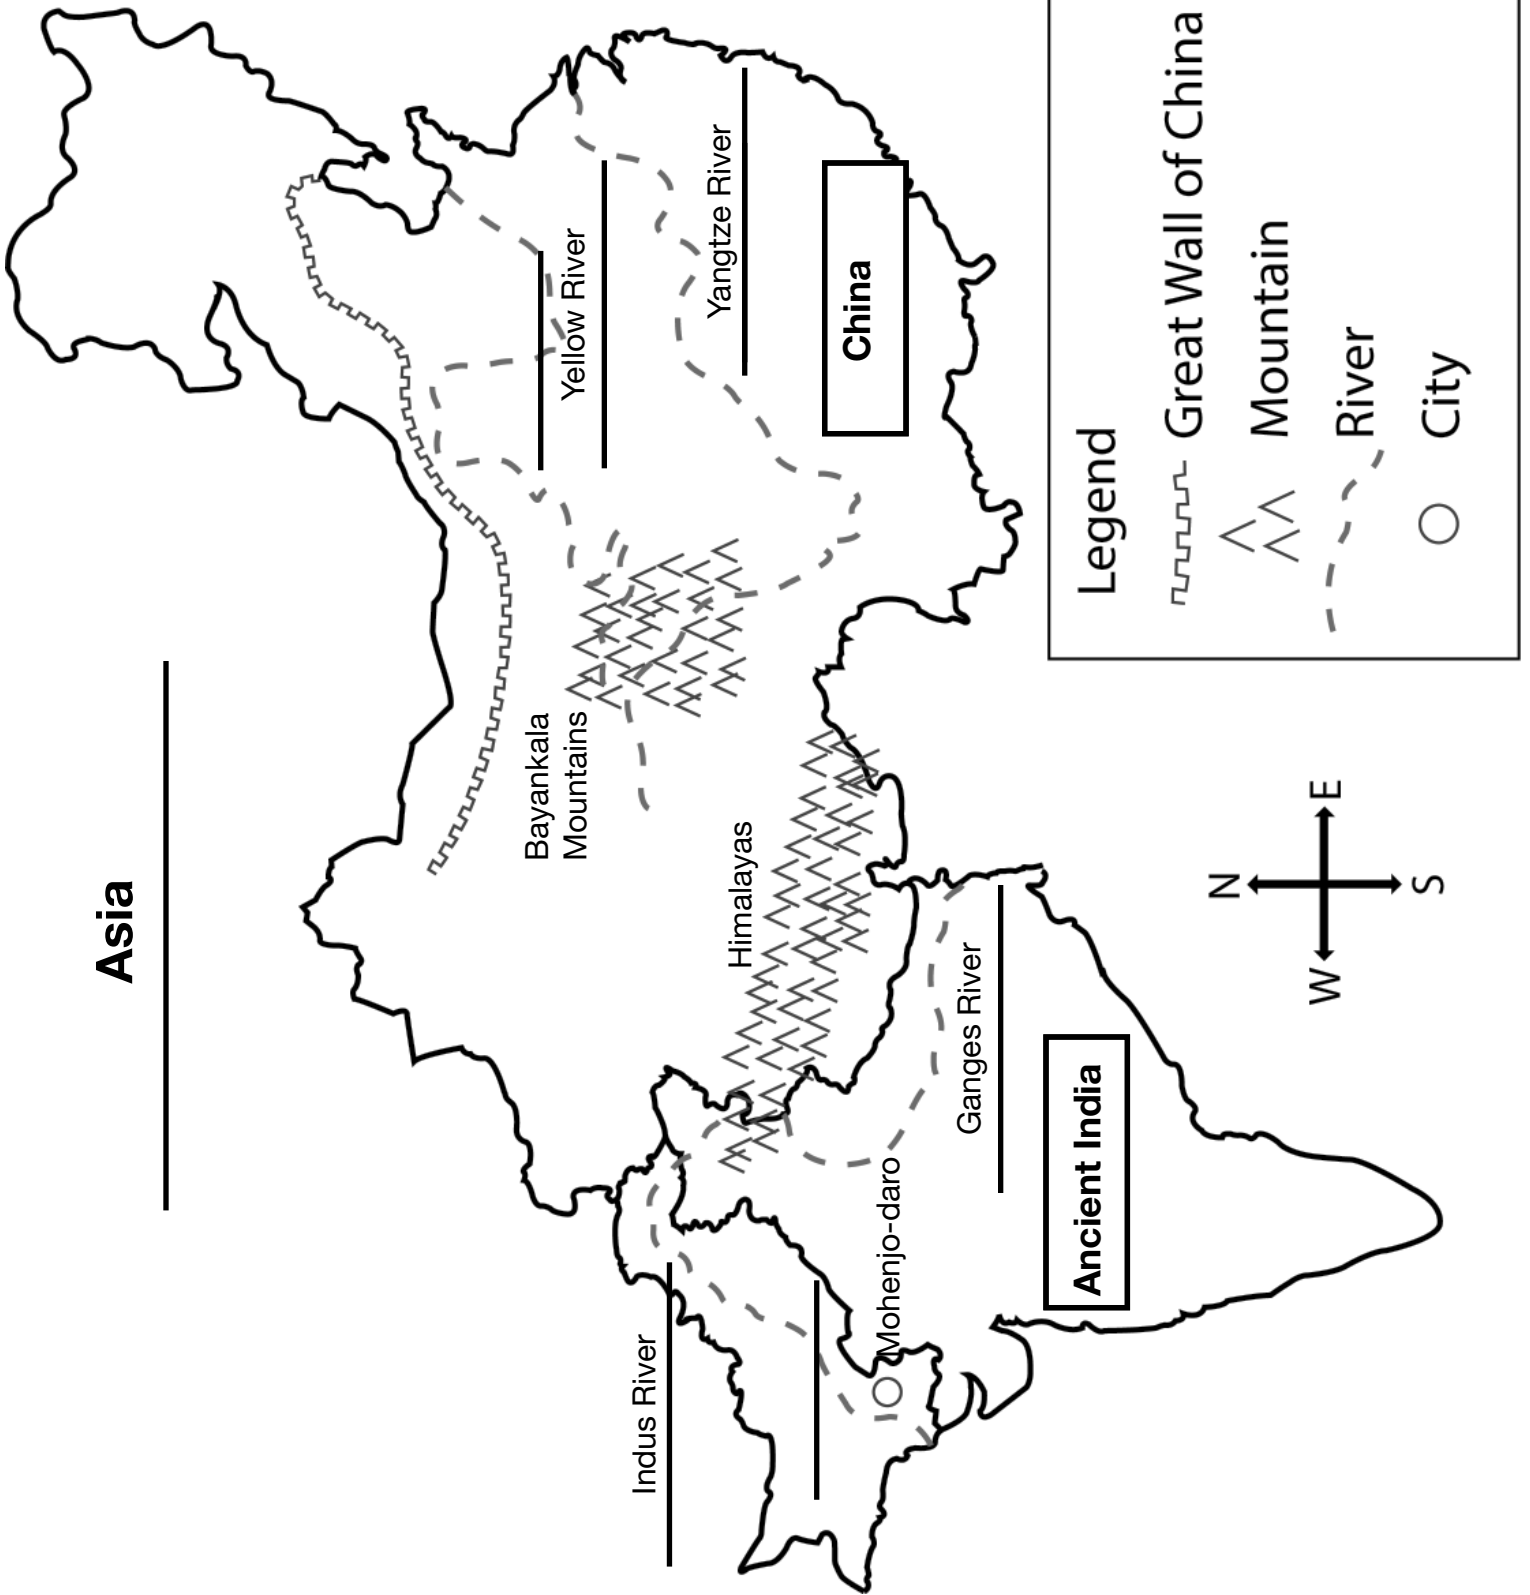 Asia
Bayankala
Mountains
Yellow River
Yangtze River
Himalayas
China
Indus River
Ganges River
Mohenjo-daro
Ancient India
N
W
E
S
Legend
Great Wall of China
Mountain
River
City